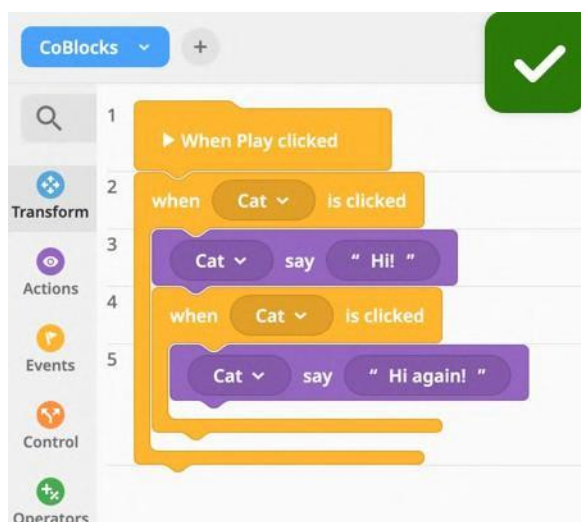 CoBlocks +
1 When Play clicked
2 when Cat is clicked
Transform
3 Cat say “ Hi! ”
Actions
4 when Cat is clicked
Events
5 Cat say “ Hi again! ”
Control
Operators